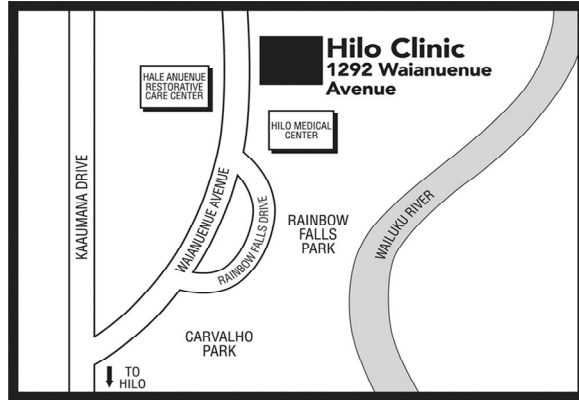 Hilo Clinic
1292 Waianuenue
Avenue
HALE ANUENUE
RESTORATIVE
CARE CENTER
HILO MEDICAL
CENTER
KAAUMANA DRIVE
WAIANUENUE AVENUE
RAINBOW FALLS DRIVE
RAINBOW
FALLS
PARK
WAILUKU RIVER
CARVALHO
PARK
TO
HILO